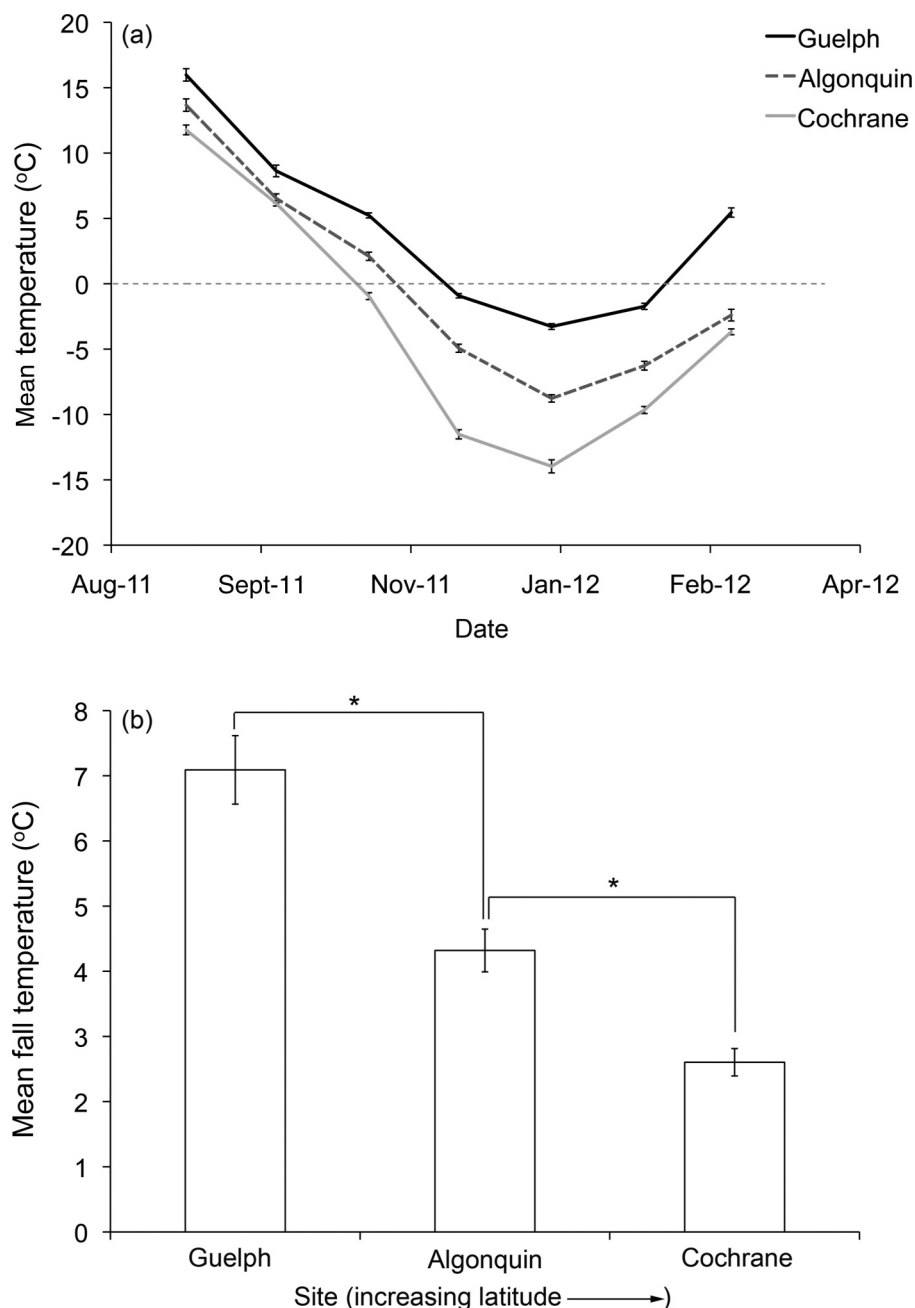 (a)
Guelph
Algonquin
Cochrane
20
15
10
5
0
-5
-10
-15
-20
Mean temperature (ºC)
Aug-11 Sept-11 Nov-11 Jan-12 Feb-12 Apr-12
Date
(b)
8
7
6
5
4
3
2
1
0
*
*
Mean fall temperature (ºC)
Guelph Algonquin Cochrane
Site (increasing latitude ⟶)